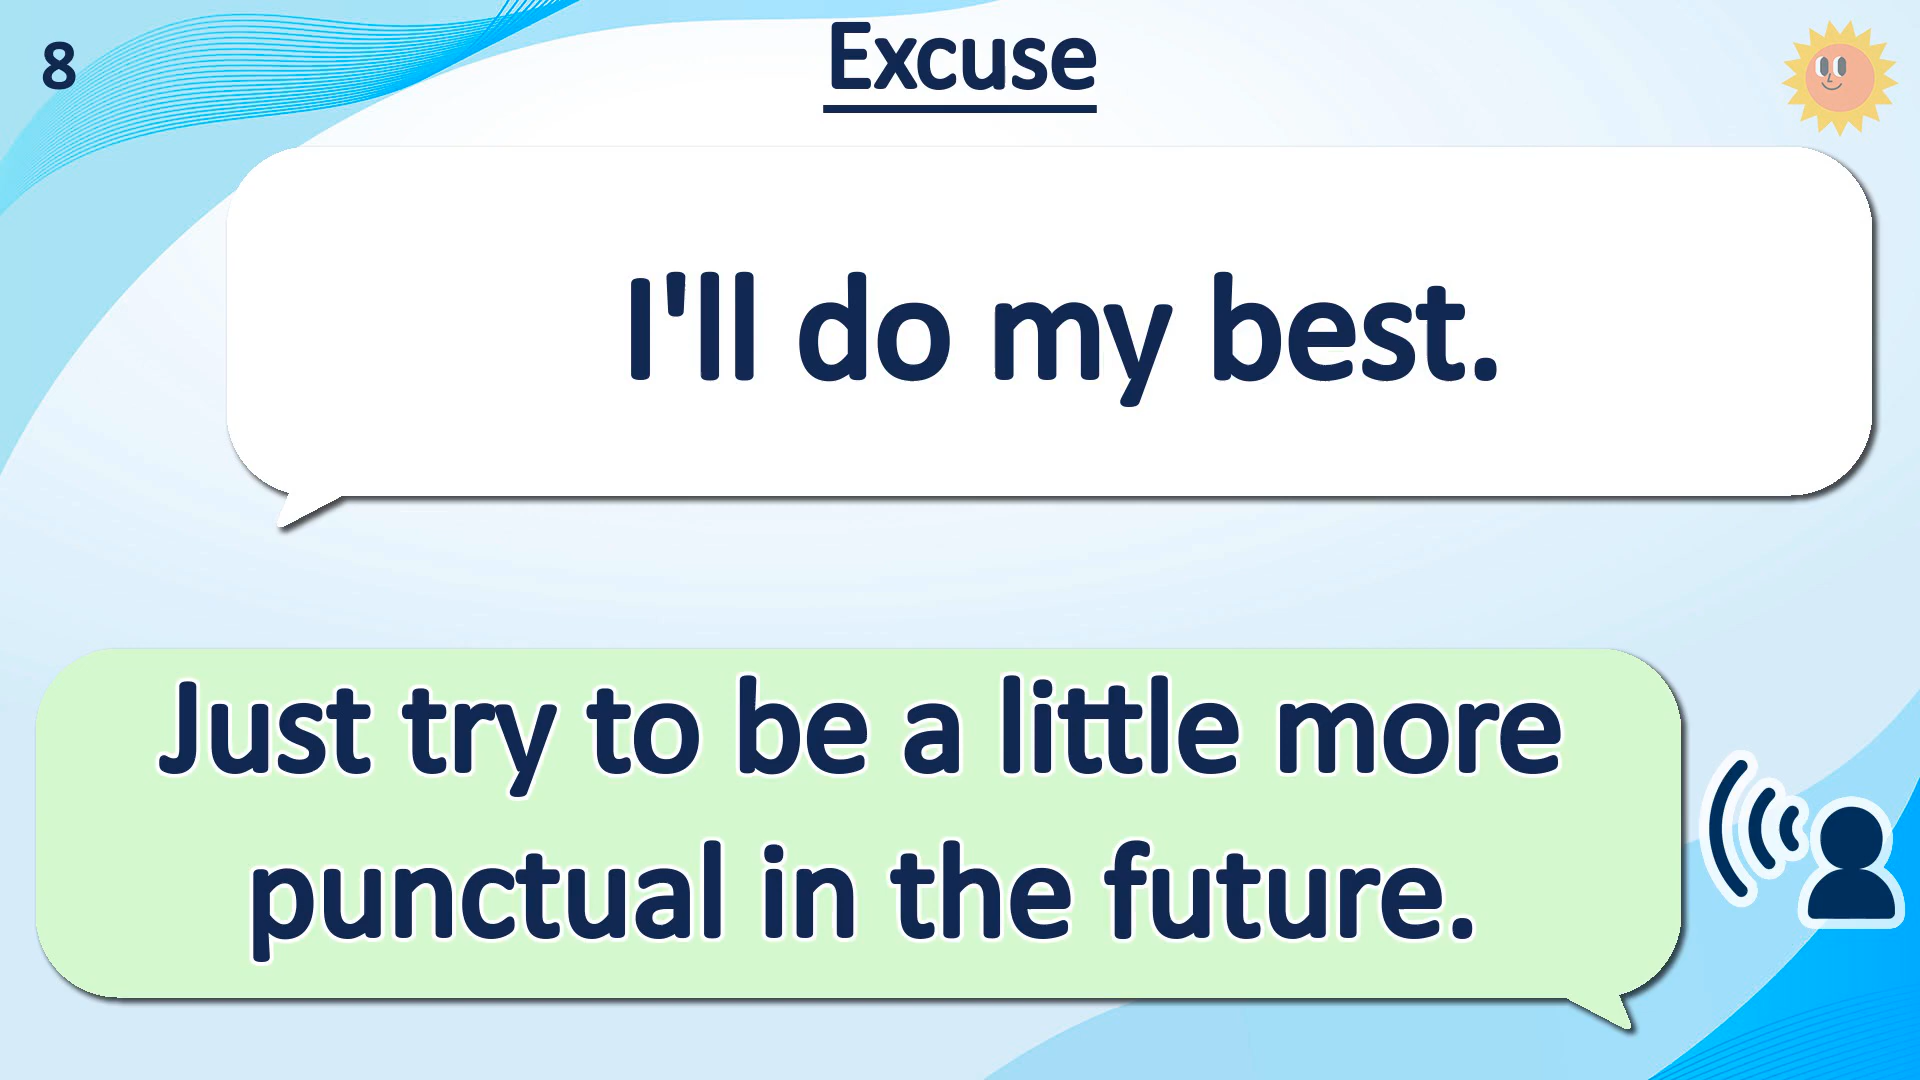 8
Excuse
I'll do my best.
Just try to be a little more
punctual in the future.